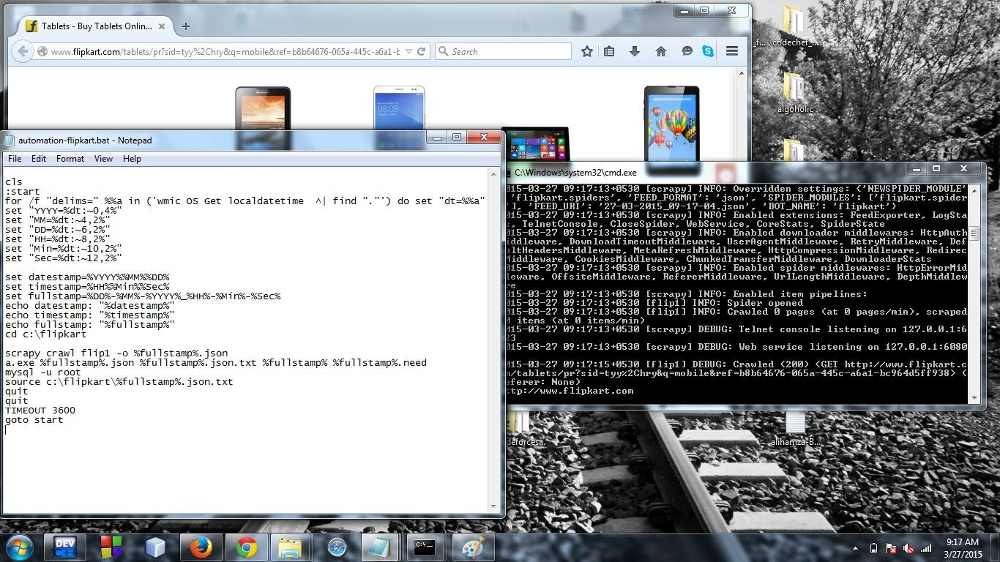 Tablets - Buy Tablets Onlin...
www.flipkart.com/tablets/pr?sid=tyy%2Chry&q=mobile&ref=b8b64676-065a-445c-a6a1-b
Search
08:08
automation-flipkart.bat - Notepad
File Edit Format View Help
cls
:start
for /f "delims=" %%a in ('wmic OS Get localdatetime  ^| find "."') do set "dt=%%a"
set "YYYY=%dt:~0,4%"
set "MM=%dt:~4,2%"
set "DD=%dt:~6,2%"
set "HH=%dt:~8,2%"
set "Min=%dt:~10,2%"
set "Sec=%dt:~12,2%"
set datestamp=%YYYY%%MM%%DD%
set timestamp=%HH%%Min%%Sec%
set fullstamp=%DD%-%MM%-%YYYY%_%HH%-%Min%-%Sec%
echo datestamp: "%datestamp%"
echo timestamp: "%timestamp%"
echo fullstamp: "%fullstamp%"
cd c:\flipkart
scrapy crawl flip1 -o %fullstamp%.json
a.exe %fullstamp%.json %fullstamp%.json.txt %fullstamp% %fullstamp%.need
mysql -u root
source c:\flipkart\%fullstamp%.json.txt
quit
quit
TIMEOUT 3600
goto start
C:\Windows\system32\cmd.exe
015-03-27 09:17:13+0530 [scrapy] INFO: Overridden settings: {'NEWSPIDER_MODULE'
'flipkart.spiders', 'FEED_FORMAT': 'json', 'SPIDER_MODULES': ['flipkart.spider
'], 'FEED_URI': '27-03-2015_09-17-04.json', 'BOT_NAME': 'flipkart'}
015-03-27 09:17:13+0530 [scrapy] INFO: Enabled extensions: FeedExporter, LogSta
s, TelnetConsole, CloseSpider, WebService, CoreStats, SpiderState
015-03-27 09:17:13+0530 [scrapy] INFO: Enabled downloader middlewares: HttpAuth
iddleware, DownloadTimeoutMiddleware, UserAgentMiddleware, RetryMiddleware, Def
ultHeadersMiddleware, MetaRefreshMiddleware, HttpCompressionMiddleware, Redirec
Middleware, CookiesMiddleware, ChunkedTransferMiddleware, DownloaderStats
015-03-27 09:17:13+0530 [scrapy] INFO: Enabled spider middlewares: HttpErrorMid
leware, OffsiteMiddleware, RefererMiddleware, UrlLengthMiddleware, DepthMiddlew
re
015-03-27 09:17:13+0530 [scrapy] INFO: Enabled item pipelines:
015-03-27 09:17:13+0530 [flip1] INFO: Spider opened
015-03-27 09:17:13+0530 [flip1] INFO: Crawled 0 pages (at 0 pages/min), scraped
0 items (at 0 items/min)
015-03-27 09:17:13+0530 [scrapy] DEBUG: Telnet console listening on 127.0.0.1:6
23
015-03-27 09:17:13+0530 [scrapy] DEBUG: Web service listening on 127.0.0.1:6080
015-03-27 09:17:15+0530 [flip1] DEBUG: Crawled (200) <GET http://www.flipkart.c
m/tablets/pr?sid=tyy%2Chry&q=mobile&ref=b8b64676-065a-445c-a6a1-bc964d5ff938> (
eferer: None)
ttp://www.flipkart.com
_f... codechef_...
algoholic
deforces...
alihamza-B...
DEV
C:\.
9:17 AM
3/27/2015